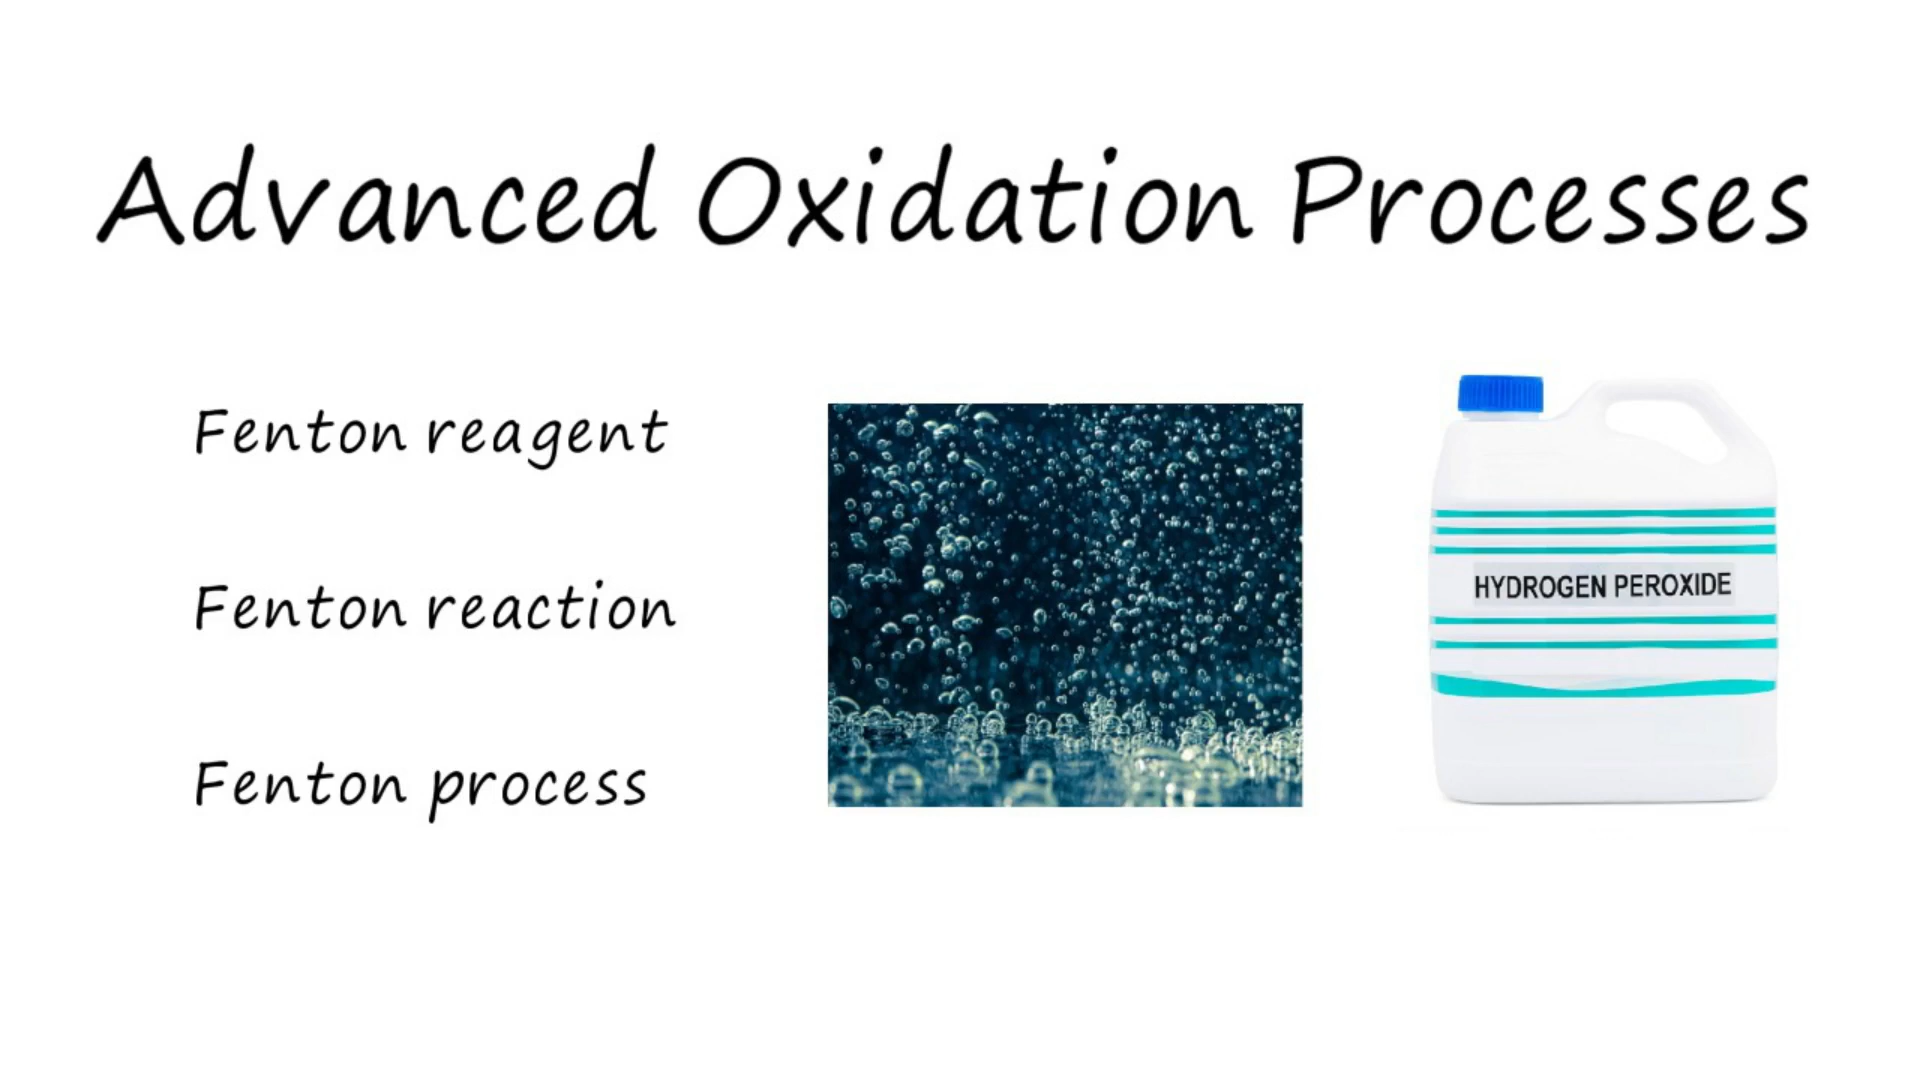 Advanced Oxidation Processes
Fenton reagent
Fenton reaction
Fenton process
HYDROGEN PEROXIDE